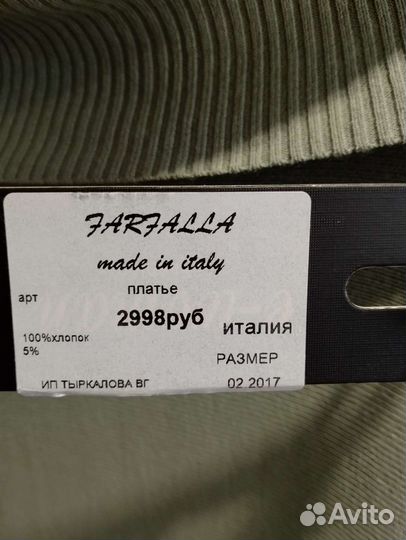 FARFALLA
made in italy
платье
арт
2998руб
италия
100%хлопок
5%
РАЗМЕР
ИП ТЫРКАЛОВА ВГ
02.2017
Avito